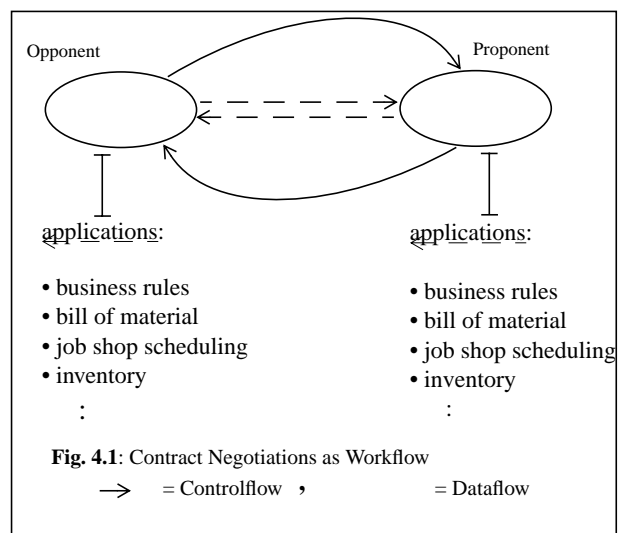 Opponent
Proponent
applications:
applications:
• business rules
• bill of material
• job shop scheduling
• inventory
:
• business rules
• bill of material
• job shop scheduling
• inventory
:
Fig. 4.1: Contract Negotiations as Workflow
= Controlflow , = Dataflow